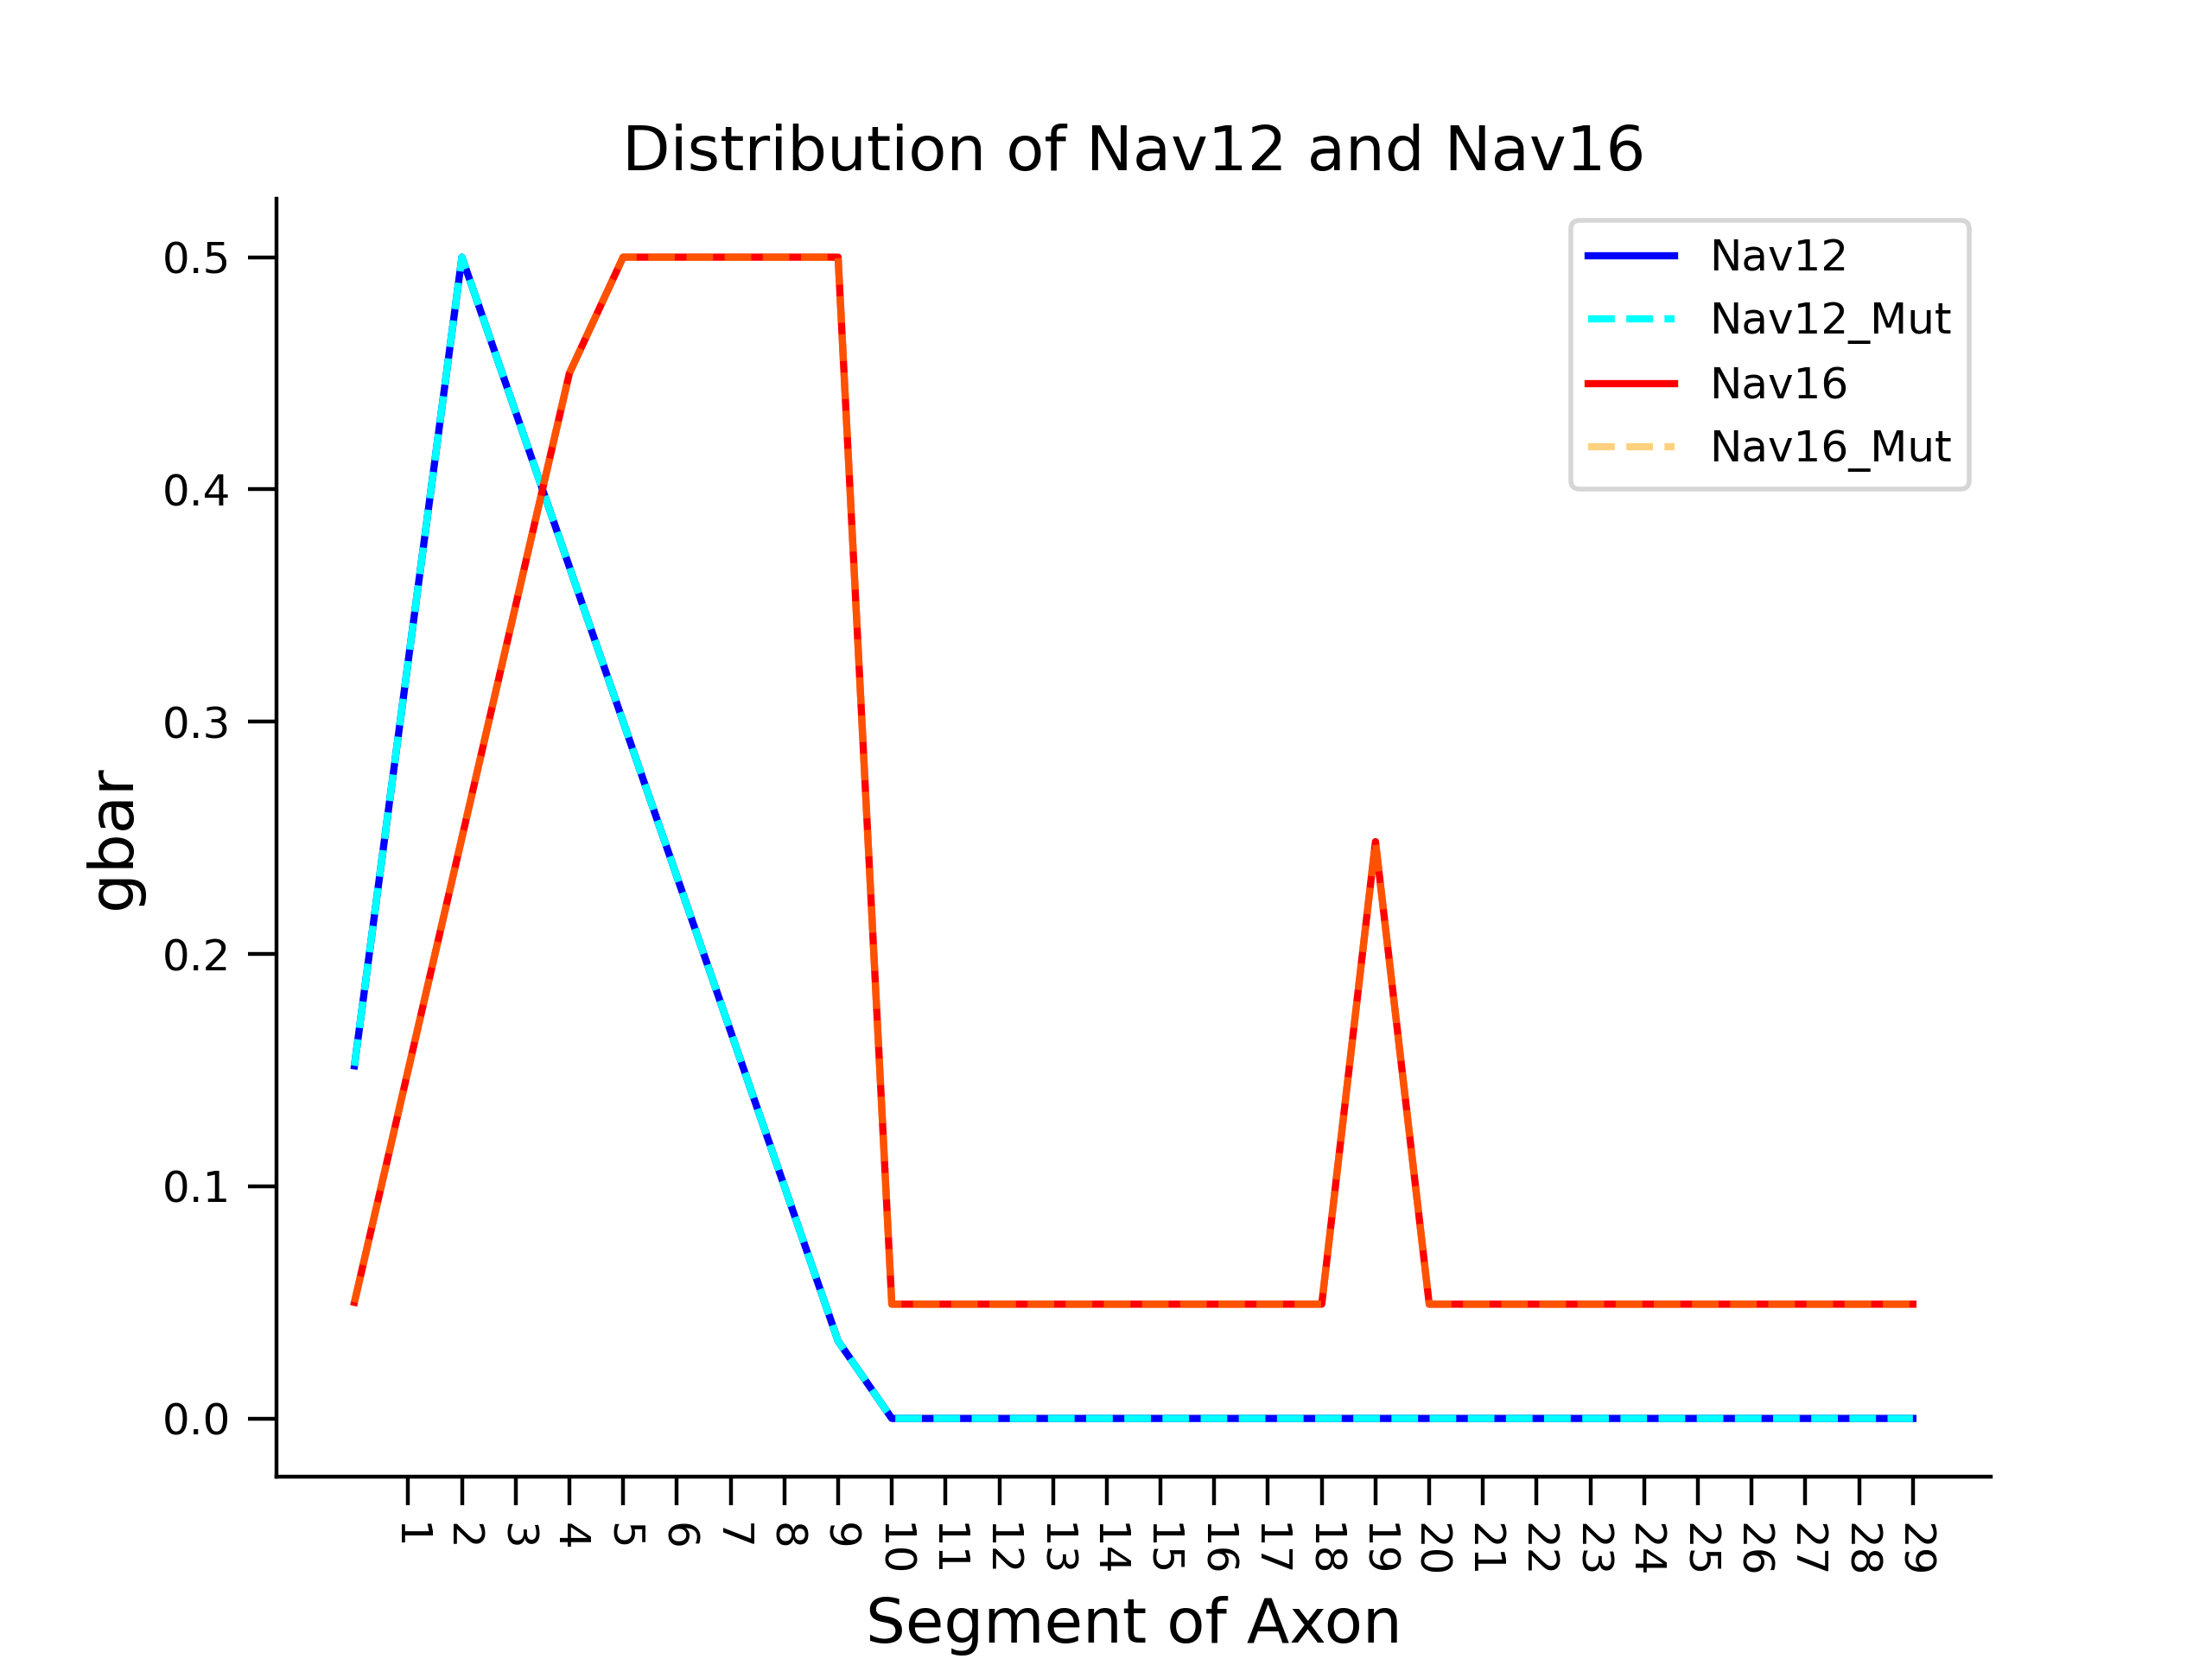 Distribution of Nav12 and Nav16
Nav12
Nav12_Mut
Nav16
Nav16_Mut
gbar
0.5
0.4
0.3
0.2
0.1
0.0
1 2 3 4 5 6 7 8 9 10 11 12 13 14 15 16 17 18 19 20 21 22 23 24 25 26 27 28 29
Segment of Axon